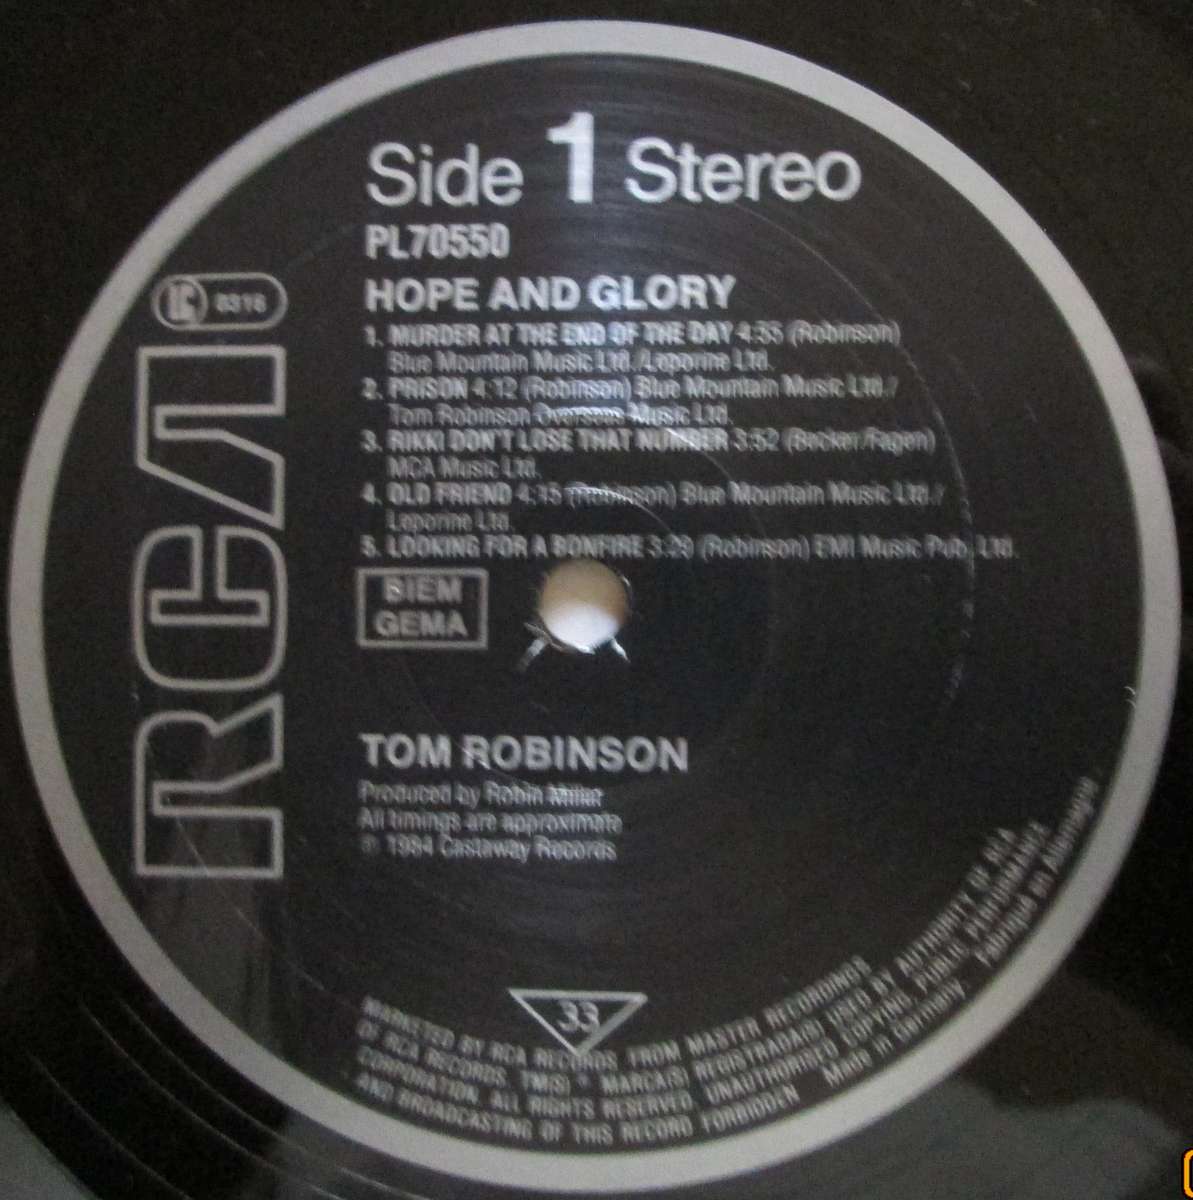 Side 1 Stereo
PL70550
HOPE AND GLORY
1. MURDER AT THE END OF THE DAY 4:35 (Robinson)
Blue Mountain Music Ltd./Leporine Ltd.
2. PRISON 4:12 (Robinson) Blue Mountain Music Ltd./
Tom Robinson Overseas Music Ltd.
3. RIKKI DON'T LOSE THAT NUMBER 3:52 (Becker/Fagen)
MCA Music Ltd.
4. OLD FRIEND 4:15 (Robinson) Blue Mountain Music Ltd./
Leporine Ltd.
5. LOOKING FOR A BONFIRE 3:29 (Robinson) EMI Music Pub. Ltd.
BIEM
GEMA
TOM ROBINSON
Produced by Robin Millar
All timings are approximate
℗ 1984 Castaway Records
33
RCA
LC 0316
MARKETED BY RCA RECORDS. FROM MASTER RECORDINGS
OF RCA RECORDS. TM(S) ® MARCA(S) REGISTRADA(S) USED BY AUTHORITY OF RCA
CORPORATION. ALL RIGHTS RESERVED. UNAUTHORISED COPYING, PUBLIC PERFORMANCE
AND BROADCASTING OF THIS RECORD FORBIDDEN Made in Germany. Fabriqué en Allemagne